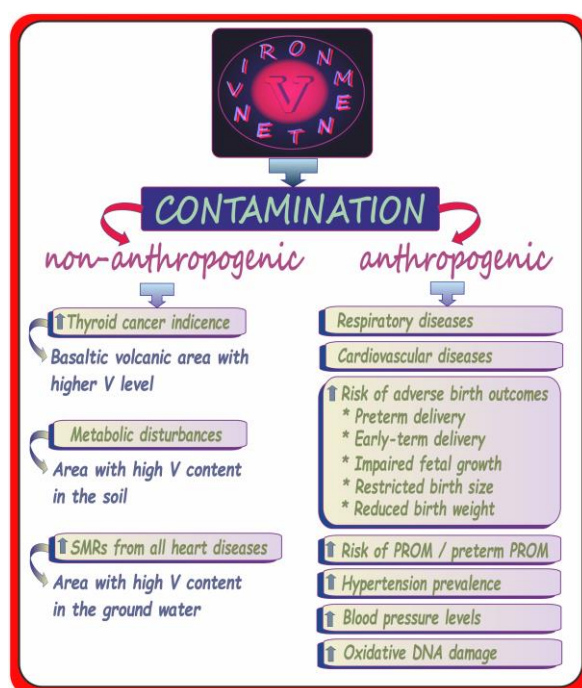 ENVIRONMENT
V
CONTAMINATION
non-anthropogenic
anthropogenic
Thyroid cancer indicence
Basaltic volcanic area with
higher V level
Metabolic disturbances
Area with high V content
in the soil
SMRs from all heart diseases
Area with high V content
in the ground water
Respiratory diseases
Cardiovascular diseases
Risk of adverse birth outcomes
* Preterm delivery
* Early-term delivery
* Impaired fetal growth
* Restricted birth size
* Reduced birth weight
Risk of PROM / preterm PROM
Hypertension prevalence
Blood pressure levels
Oxidative DNA damage